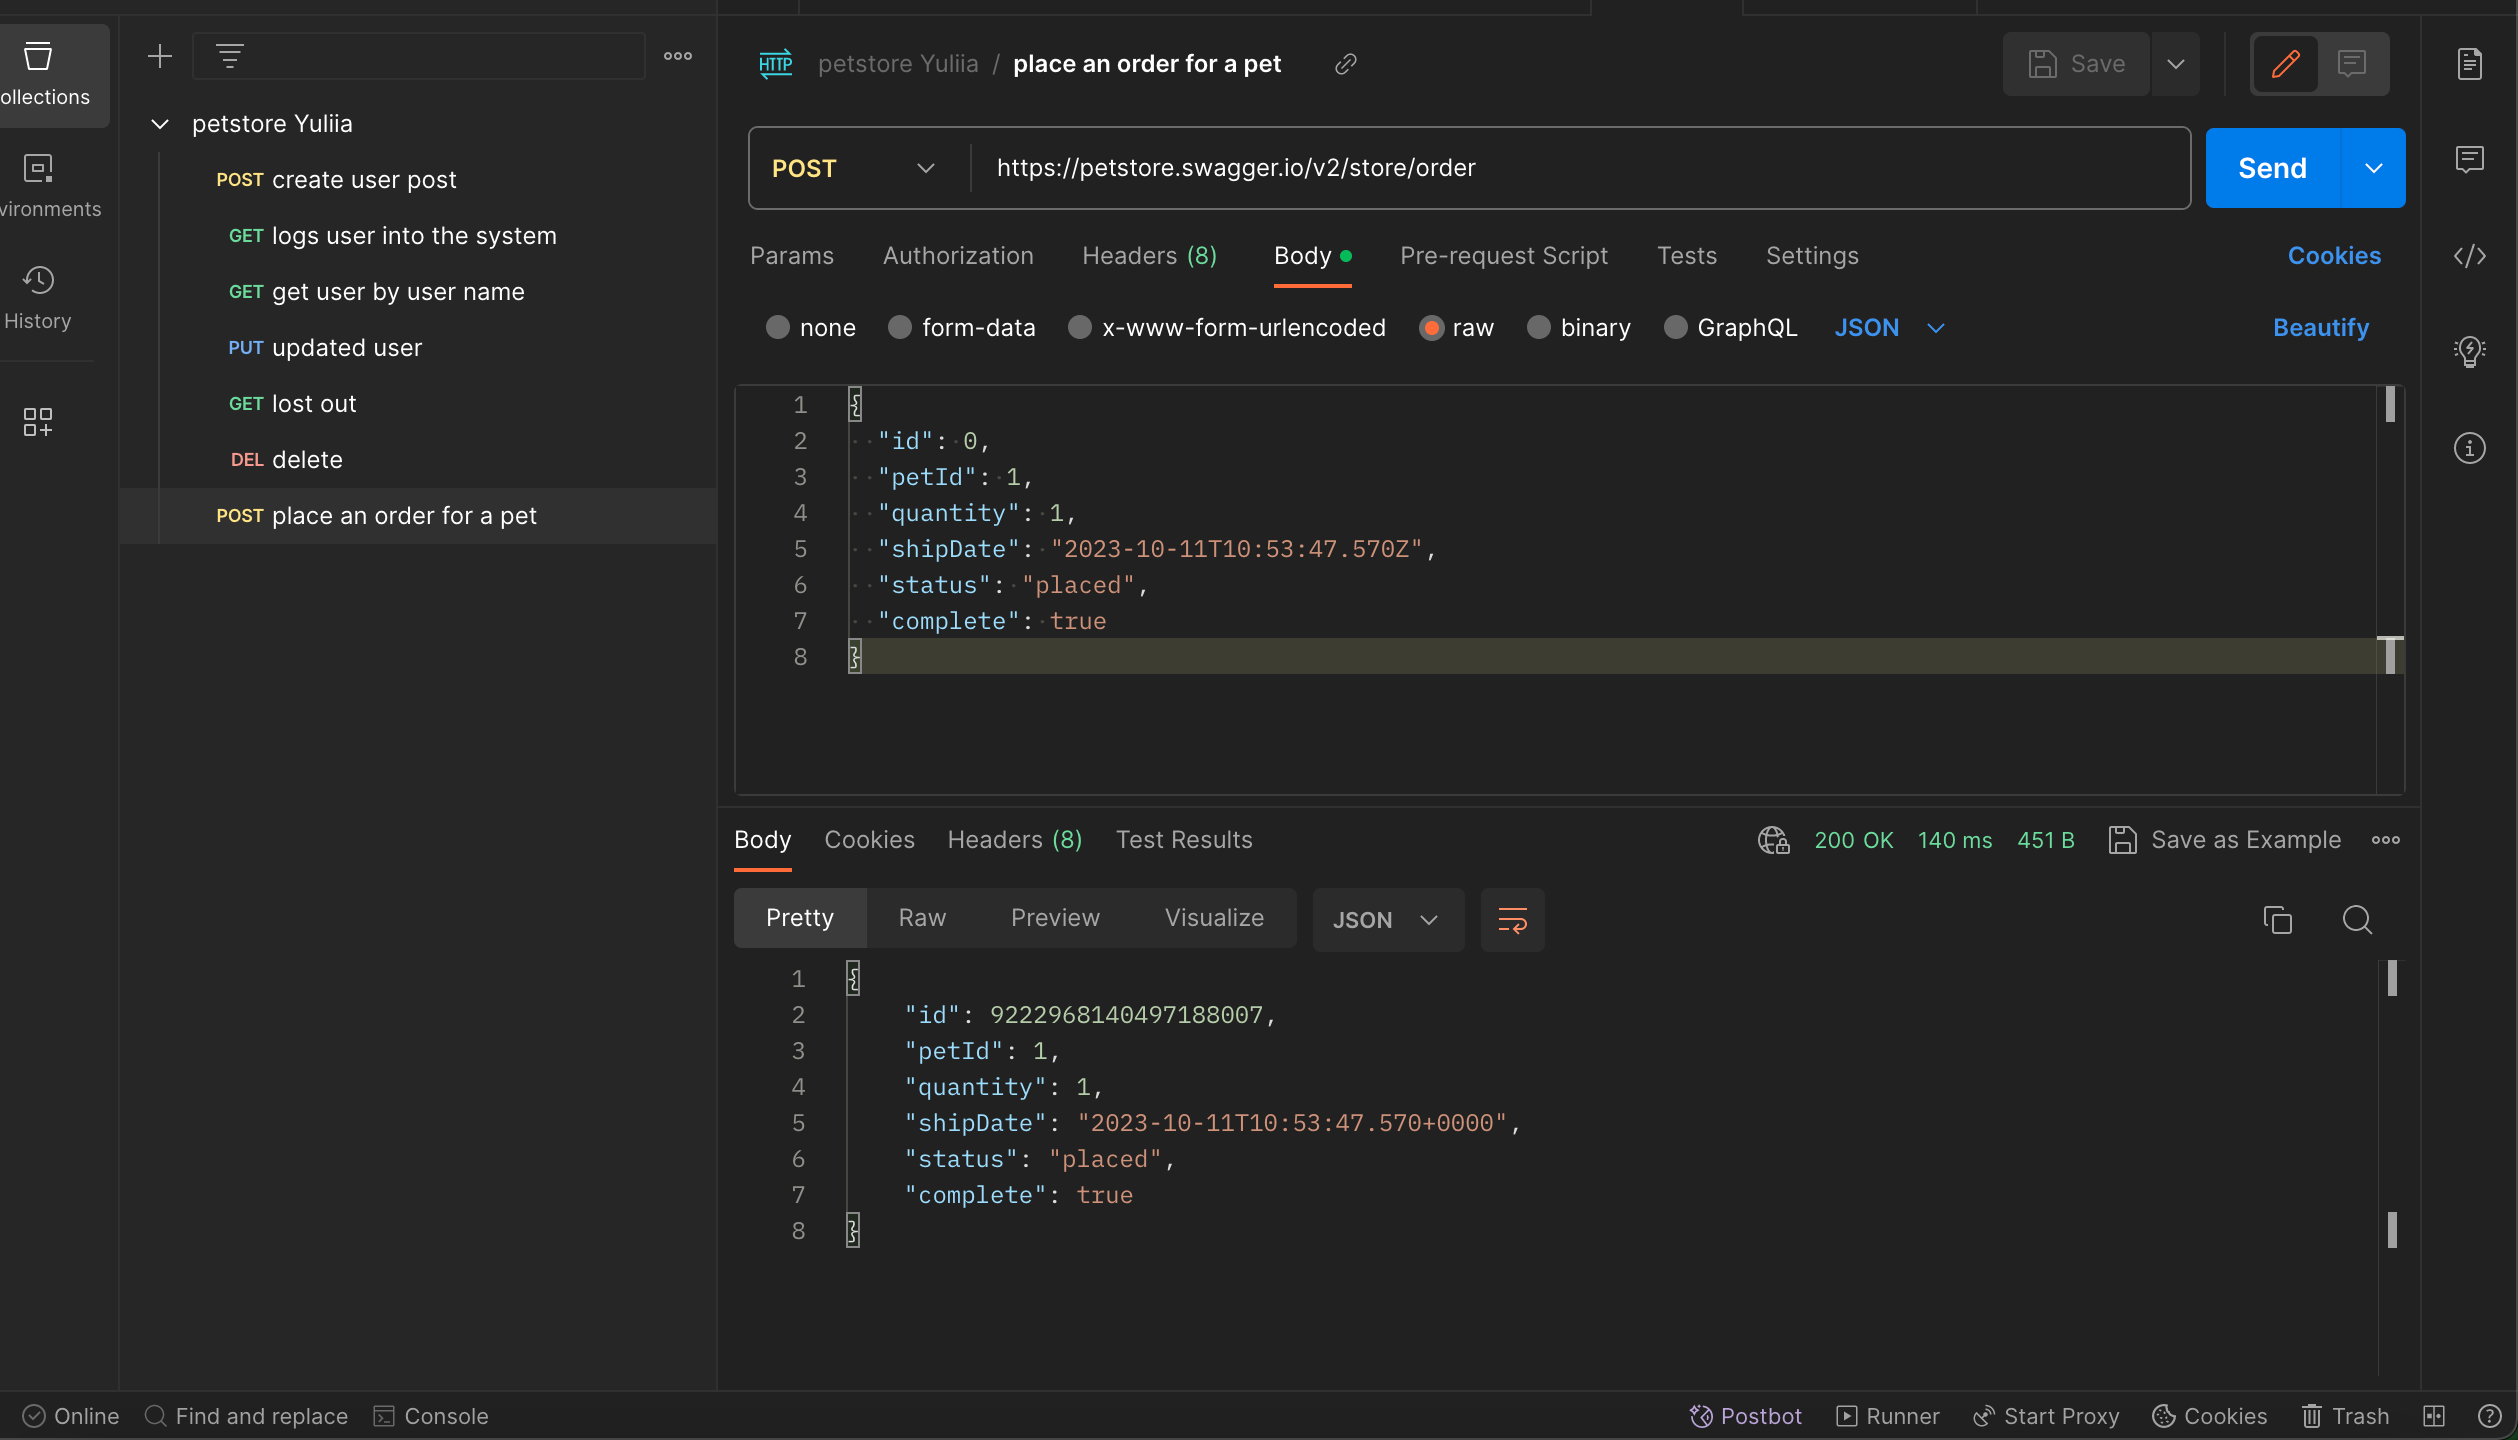 ollections
vironments
History
petstore Yuliia
POST create user post
GET logs user into the system
GET get user by user name
PUT updated user
GET lost out
DEL delete
POST place an order for a pet
HTTP petstore Yuliia / place an order for a pet
Save
POST https://petstore.swagger.io/v2/store/order
Send
Params Authorization Headers (8) Body Pre-request Script Tests Settings Cookies
none form-data x-www-form-urlencoded raw binary GraphQL JSON Beautify
1 {
2 "id": 0,
3 "petId": 1,
4 "quantity": 1,
5 "shipDate": "2023-10-11T10:53:47.570Z",
6 "status": "placed",
7 "complete": true
8 }
Body Cookies Headers (8) Test Results 200 OK 140 ms 451 B Save as Example
Pretty Raw Preview Visualize JSON
1 {
2 "id": 9222968140497188007,
3 "petId": 1,
4 "quantity": 1,
5 "shipDate": "2023-10-11T10:53:47.570+0000",
6 "status": "placed",
7 "complete": true
8 }
Online Find and replace Console Postbot Runner Start Proxy Cookies Trash